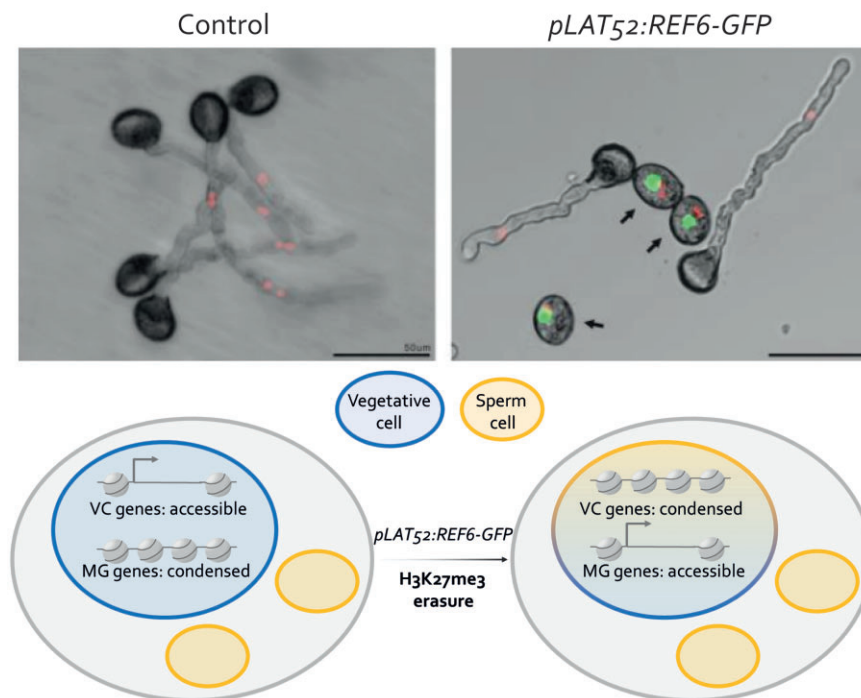 Control
pLAT52:REF6-GFP
50um
Vegetative
cell
Sperm
cell
VC genes: accessible
MG genes: condensed
pLAT52:REF6-GFP
H3K27me3
erasure
VC genes: condensed
MG genes: accessible